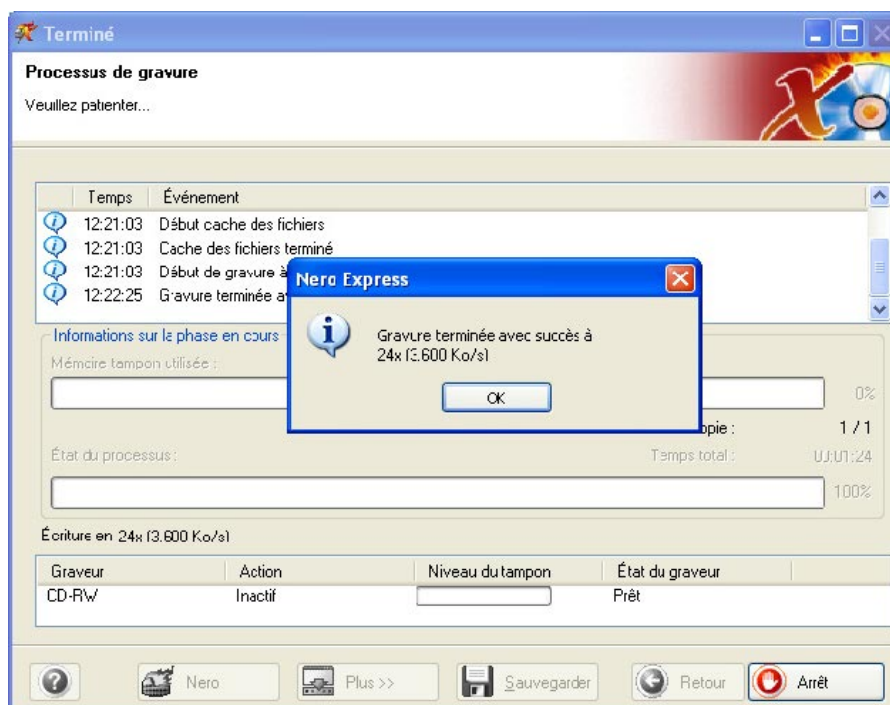 Terminé
Processus de gravure
Veuillez patienter...
Temps Événement
12:21:03 Début cache des fichiers
12:21:03 Cache des fichiers terminé
12:21:03 Début de gravure à
12:22:25 Gravure terminée
Nero Express
Gravure terminée avec succès à
24x (3.600 Ko/s)
OK
Informations sur la phase en cours
Mémoire tampon utilisée :
0%
opie : 1 / 1
État du processus : Temps total : 00:01:24
100%
Écriture en 24x (3.600 Ko/s)
Graveur Action Niveau du tampon État du graveur
CD-RW Inactif Prêt
Nero Plus >> Sauvegarder Retour Arrêt